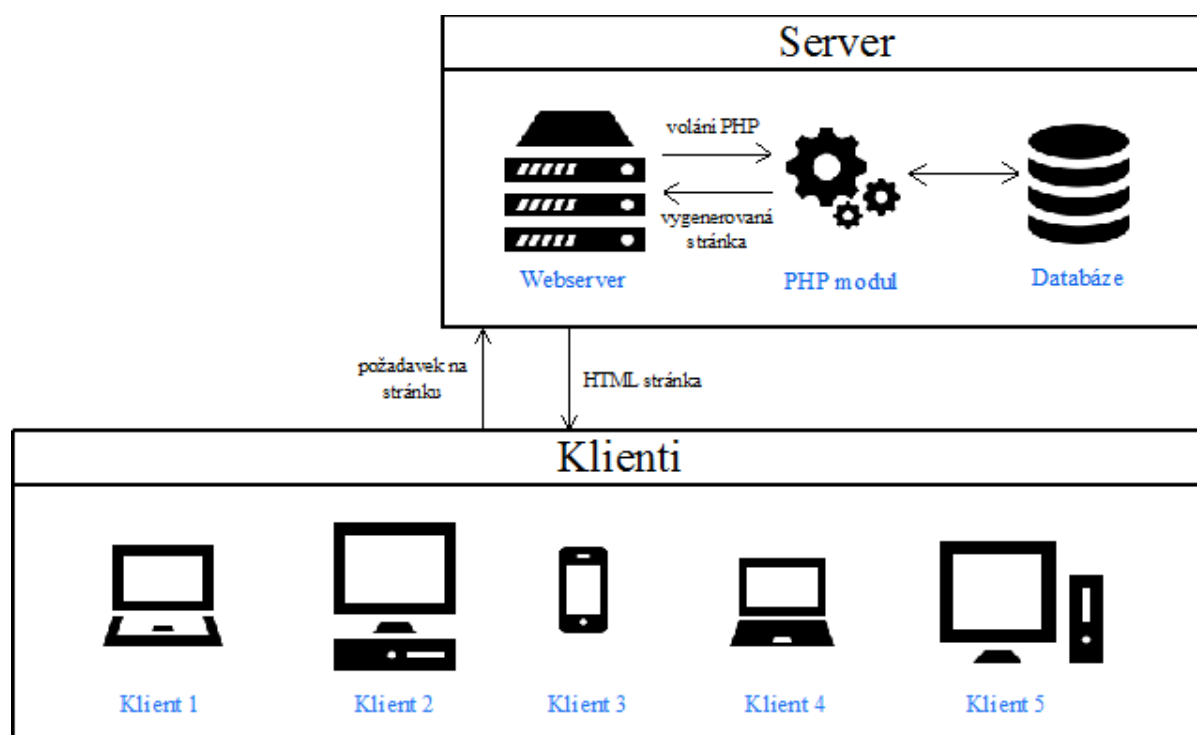 Server
volání PHP
vygenerovaná
stránka
Webserver
PHP modul
Databáze
požadavek na
stránku
HTML stránka
Klienti
Klient 1
Klient 2
Klient 3
Klient 4
Klient 5